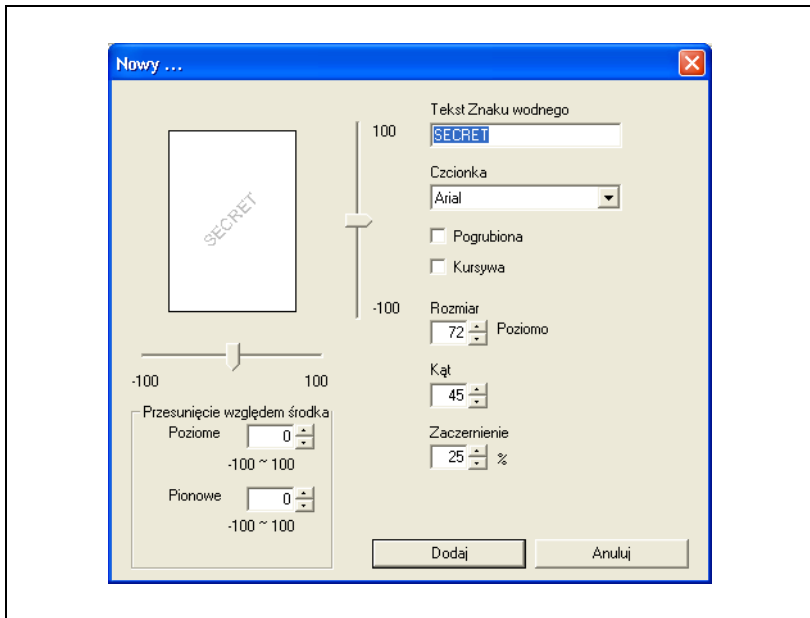 Nowy ...
SECRET
100
-100
-100
100
Przesunięcie względem środka
Poziome 0
-100 ~ 100
Pionowe 0
-100 ~ 100
Tekst Znaku wodnego
SECRET
Czcionka
Arial
Pogrubiona
Kursywa
Rozmiar
72 Poziomo
Kąt
45
Zaczernienie
25 %
Dodaj
Anuluj